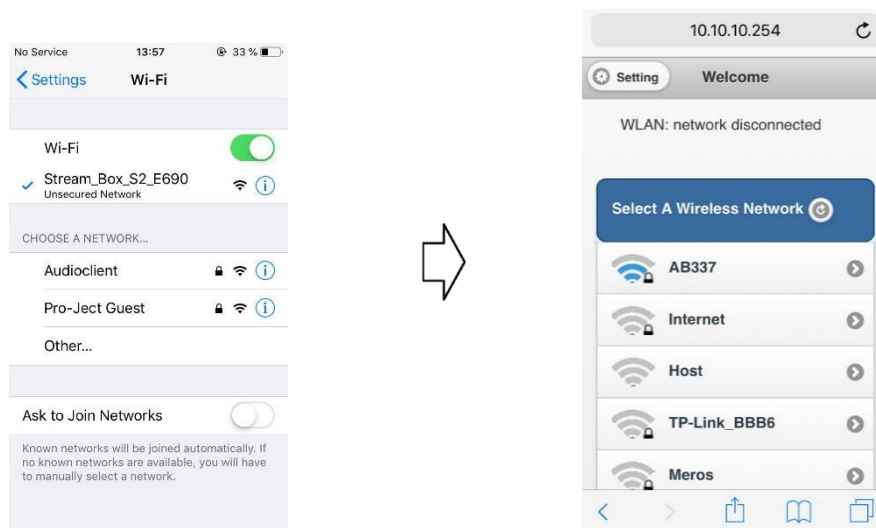 No Service 13:57 33 %
Settings Wi-Fi
Wi-Fi
Stream_Box_S2_E690
Unsecured Network
CHOOSE A NETWORK...
Audioclient
Pro-Ject Guest
Other...
Ask to Join Networks
Known networks will be joined automatically. If
no known networks are available, you will have
to manually select a network.
10.10.10.254
Setting Welcome
WLAN: network disconnected
Select A Wireless Network
AB337
Internet
Host
TP-Link_BBB6
Meros